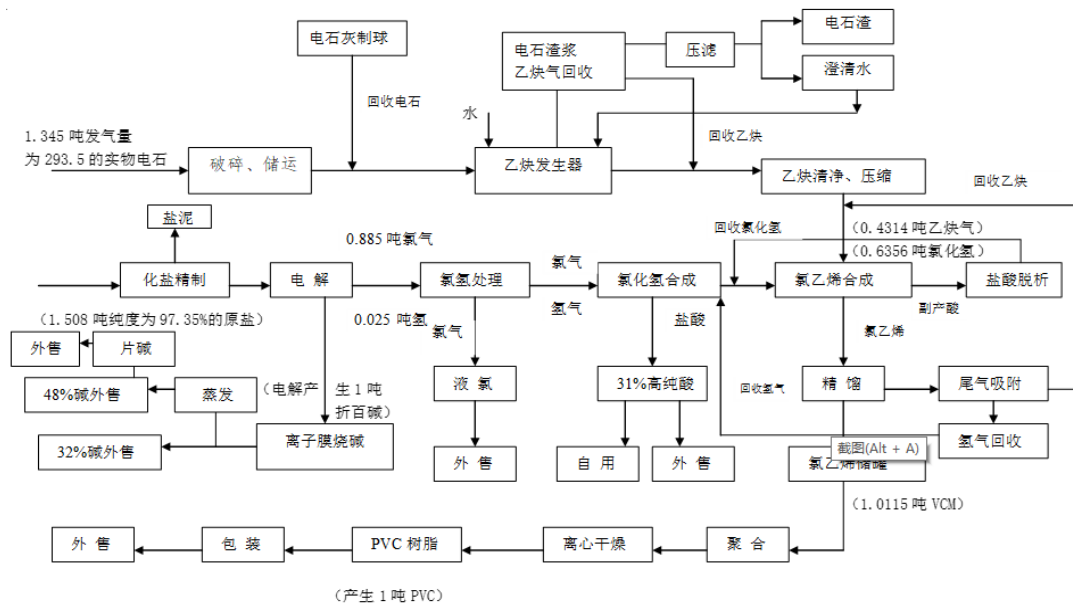 电石灰制球
电石渣浆
乙炔气回收
压滤
电石渣
澄清水
回收电石
水
回收乙炔
1.345 吨发气量
为 293.5 的实物电石
破碎、储运
乙炔发生器
乙炔清净、压缩
回收乙炔
盐泥
0.885 吨氯气
回收氯化氢
(0.4314 吨乙炔气)
(0.6356 吨氯化氢)
化盐精制
电 解
氯氢处理
氯气
氢气
氯化氢合成
氯乙烯合成
盐酸脱析
副产酸
(1.508 吨纯度为 97.35%的原盐)
0.025 吨氢
氯气
盐酸
氯乙烯
外售
片碱
48%碱外售
蒸发
(电解产
生 1 吨
折百碱)
液氯
31%高纯酸
回收氢气
精 馏
尾气吸附
32%碱外售
离子膜烧碱
外 售
自 用
外 售
截图(Alt + A)
氯乙烯储罐
氢气回收
(1.0115 吨 VCM)
外 售
包 装
PVC 树脂
离心干燥
聚 合
(产生 1 吨 PVC)